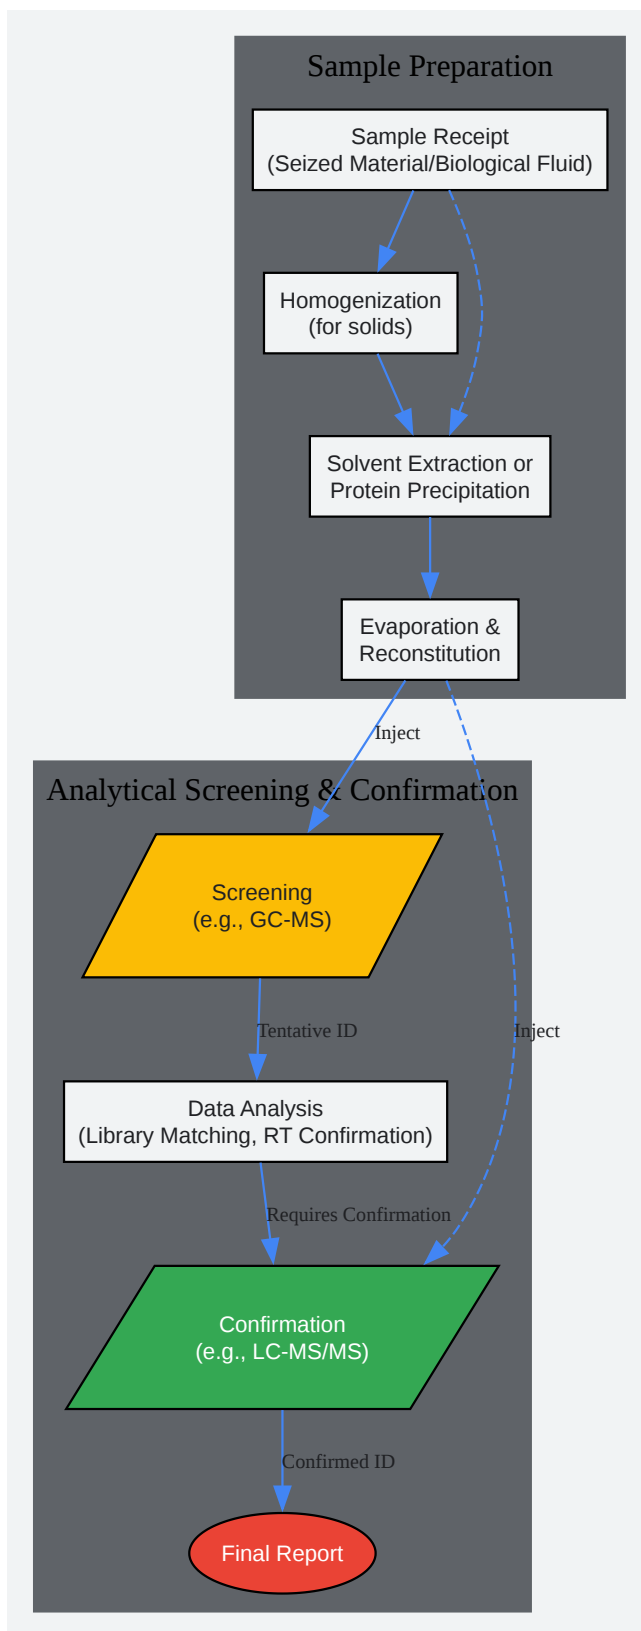 Sample Preparation
Sample Receipt
(Seized Material/Biological Fluid)
Homogenization
(for solids)
Solvent Extraction or
Protein Precipitation
Evaporation &
Reconstitution
Inject
Analytical Screening & Confirmation
Screening
(e.g., GC-MS)
Tentative ID
Inject
Data Analysis
(Library Matching, RT Confirmation)
Requires Confirmation
Confirmation
(e.g., LC-MS/MS)
Confirmed ID
Final Report